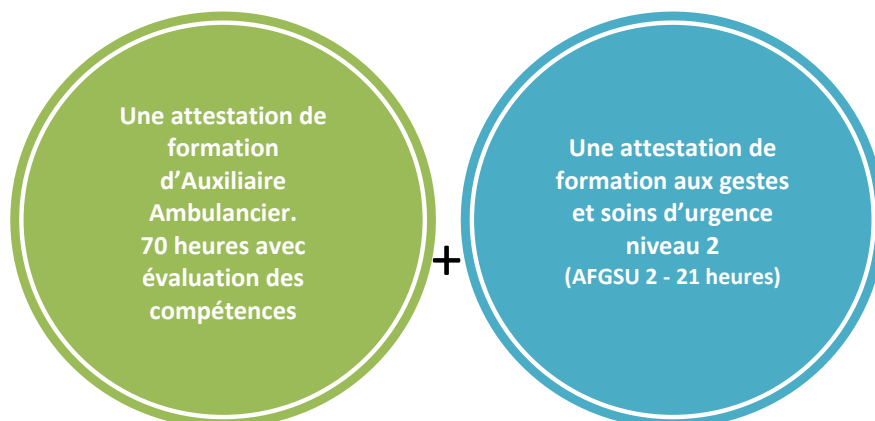 Une attestation de
formation
d’Auxiliaire
Ambulancier.
70 heures avec
évaluation des
compétences
+
Une attestation de
formation aux gestes
et soins d’urgence
niveau 2
(AFGSU 2 - 21 heures)